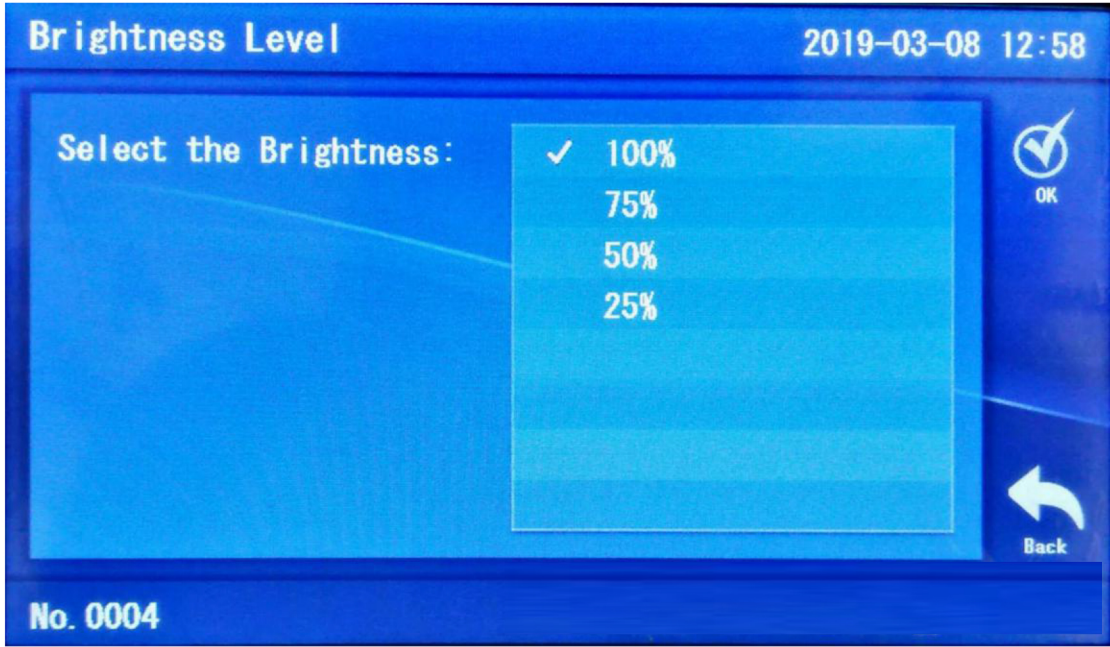 Brightness Level 2019-03-08 12:58
Select the Brightness: ✓ 100%
75%
50%
25%
OK
Back
No.0004